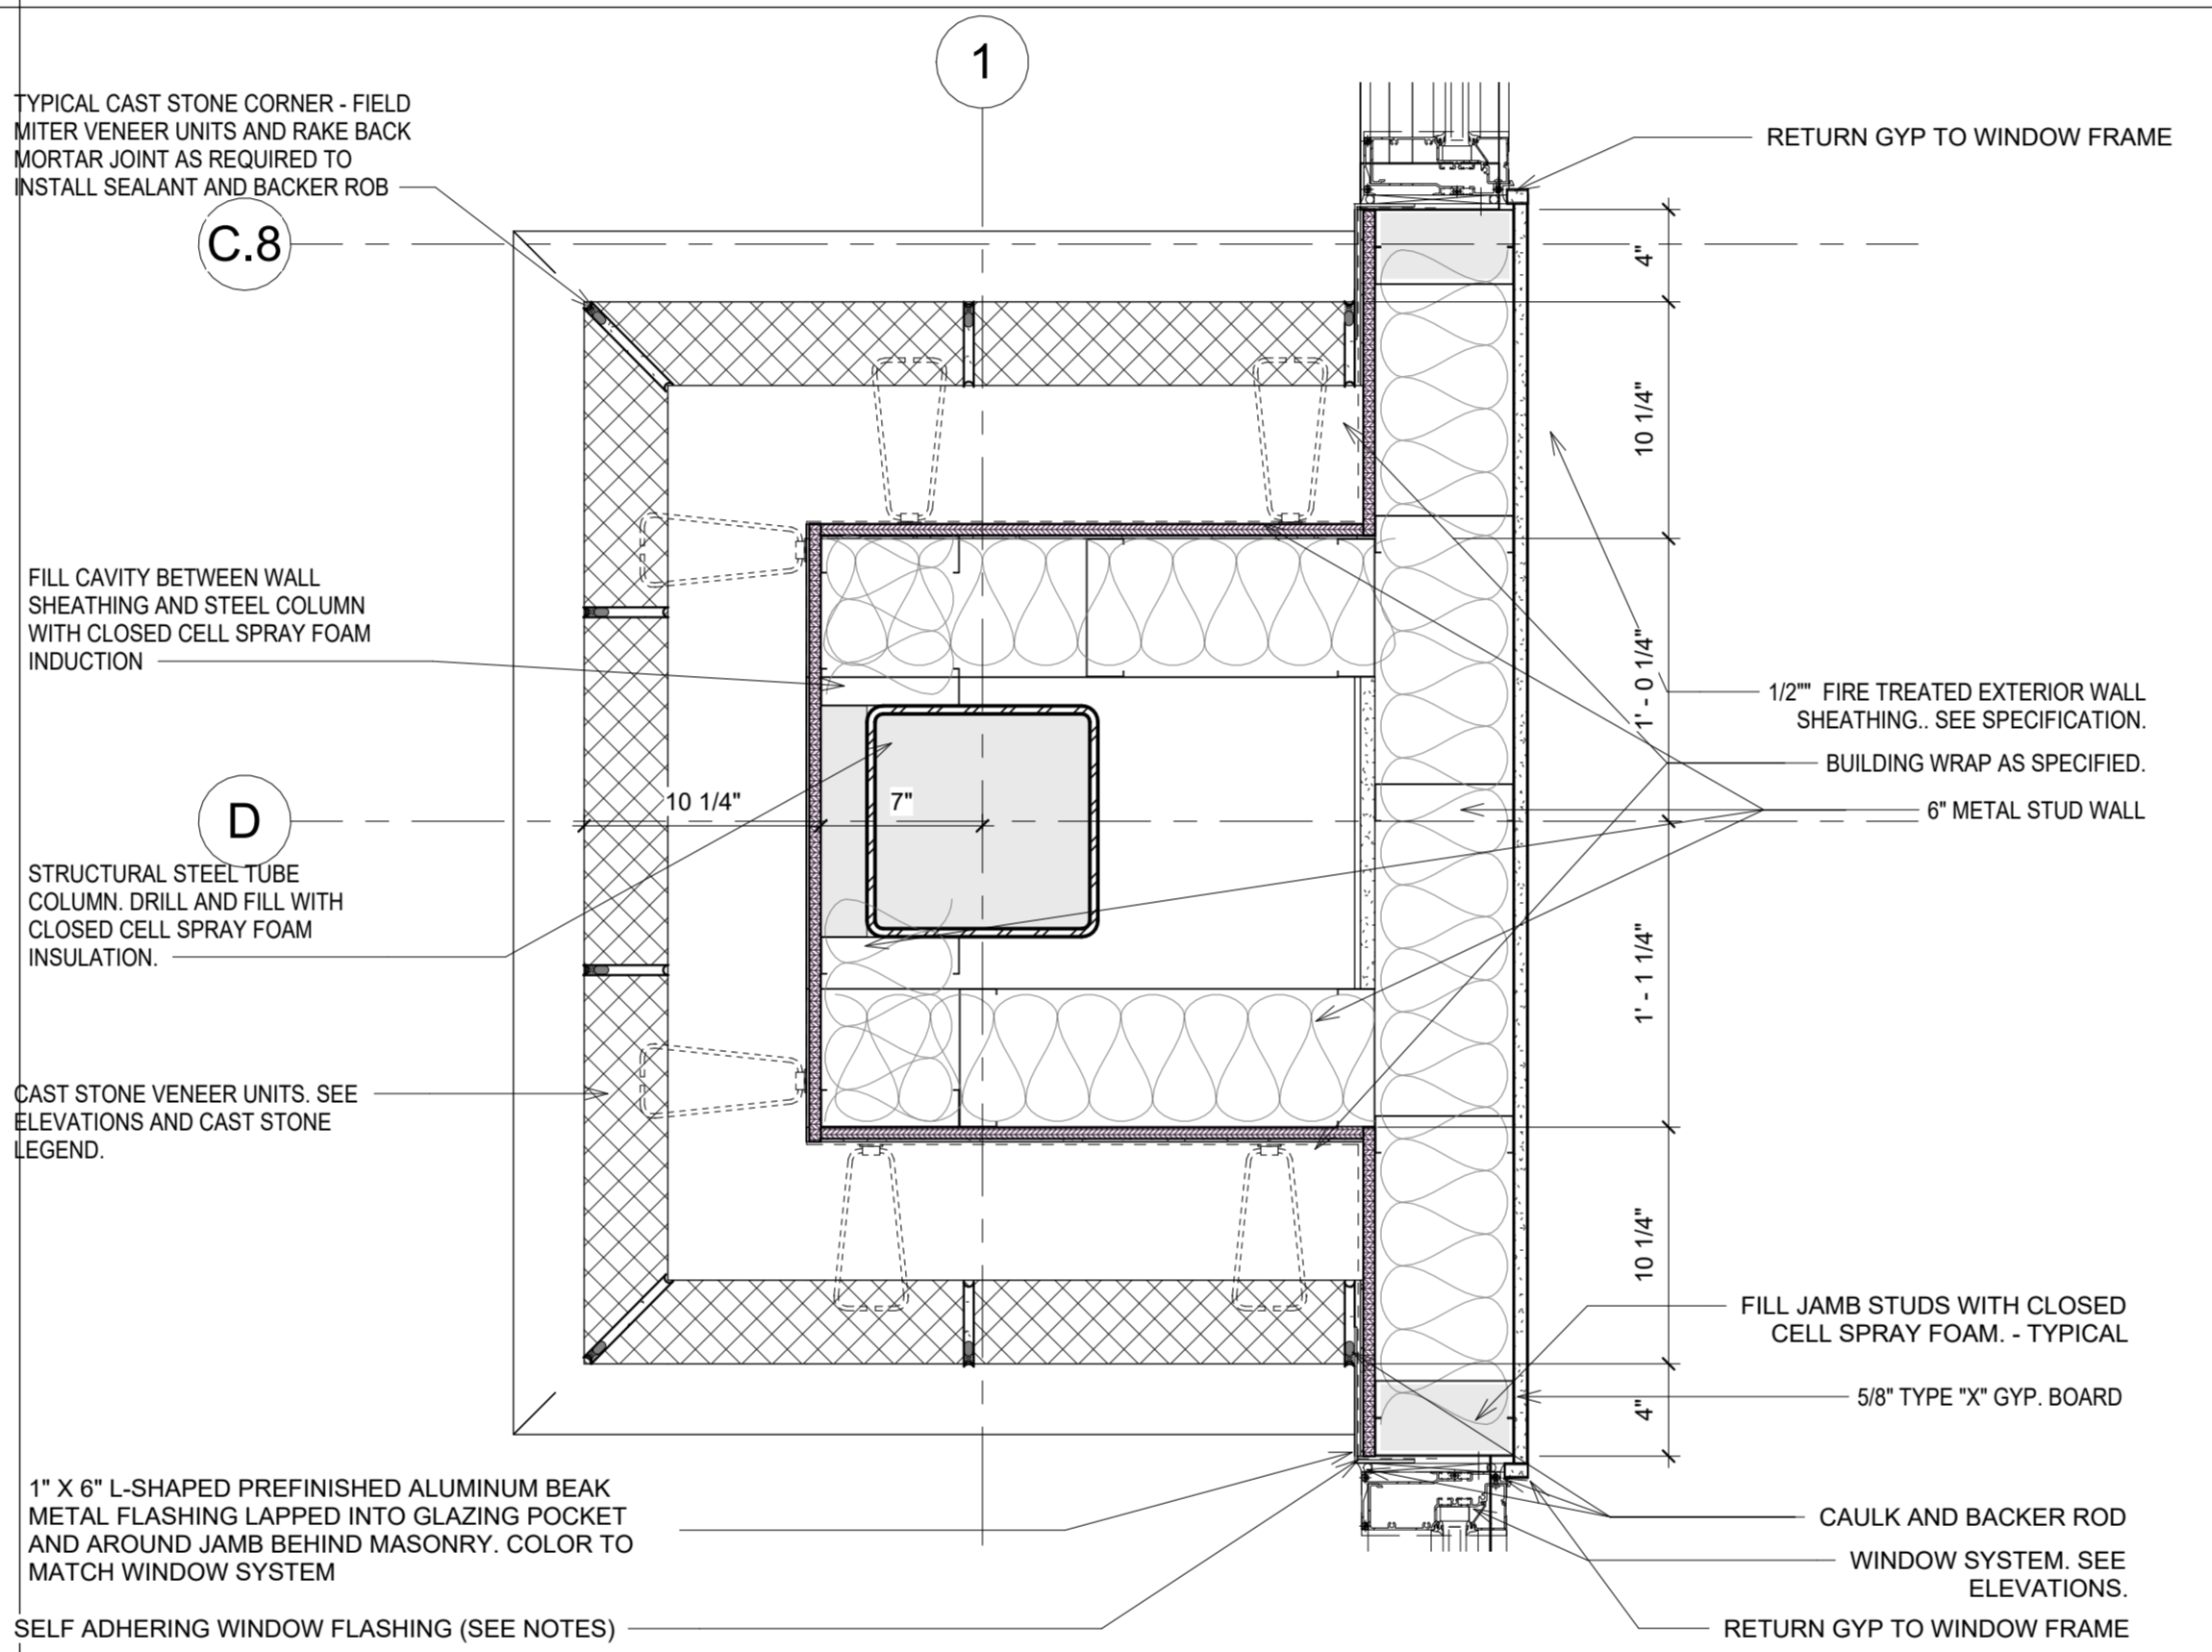 1
TYPICAL CAST STONE CORNER - FIELD
MITER VENEER UNITS AND RAKE BACK
MORTAR JOINT AS REQUIRED TO
INSTALL SEALANT AND BACKER ROB
RETURN GYP TO WINDOW FRAME
C.8
4"
10 1/4"
FILL CAVITY BETWEEN WALL
SHEATHING AND STEEL COLUMN
WITH CLOSED CELL SPRAY FOAM
INDUCTION
1' - 0 1/4"
1/2"" FIRE TREATED EXTERIOR WALL
SHEATHING.. SEE SPECIFICATION.
BUILDING WRAP AS SPECIFIED.
6" METAL STUD WALL
10 1/4"
7"
D
STRUCTURAL STEEL TUBE
COLUMN. DRILL AND FILL WITH
CLOSED CELL SPRAY FOAM
INSULATION.
1' - 1 1/4"
CAST STONE VENEER UNITS. SEE
ELEVATIONS AND CAST STONE
LEGEND.
10 1/4"
FILL JAMB STUDS WITH CLOSED
CELL SPRAY FOAM. - TYPICAL
4"
5/8" TYPE "X" GYP. BOARD
1" X 6" L-SHAPED PREFINISHED ALUMINUM BEAK
METAL FLASHING LAPPED INTO GLAZING POCKET
AND AROUND JAMB BEHIND MASONRY. COLOR TO
MATCH WINDOW SYSTEM
CAULK AND BACKER ROD
WINDOW SYSTEM. SEE
ELEVATIONS.
SELF ADHERING WINDOW FLASHING (SEE NOTES)
RETURN GYP TO WINDOW FRAME